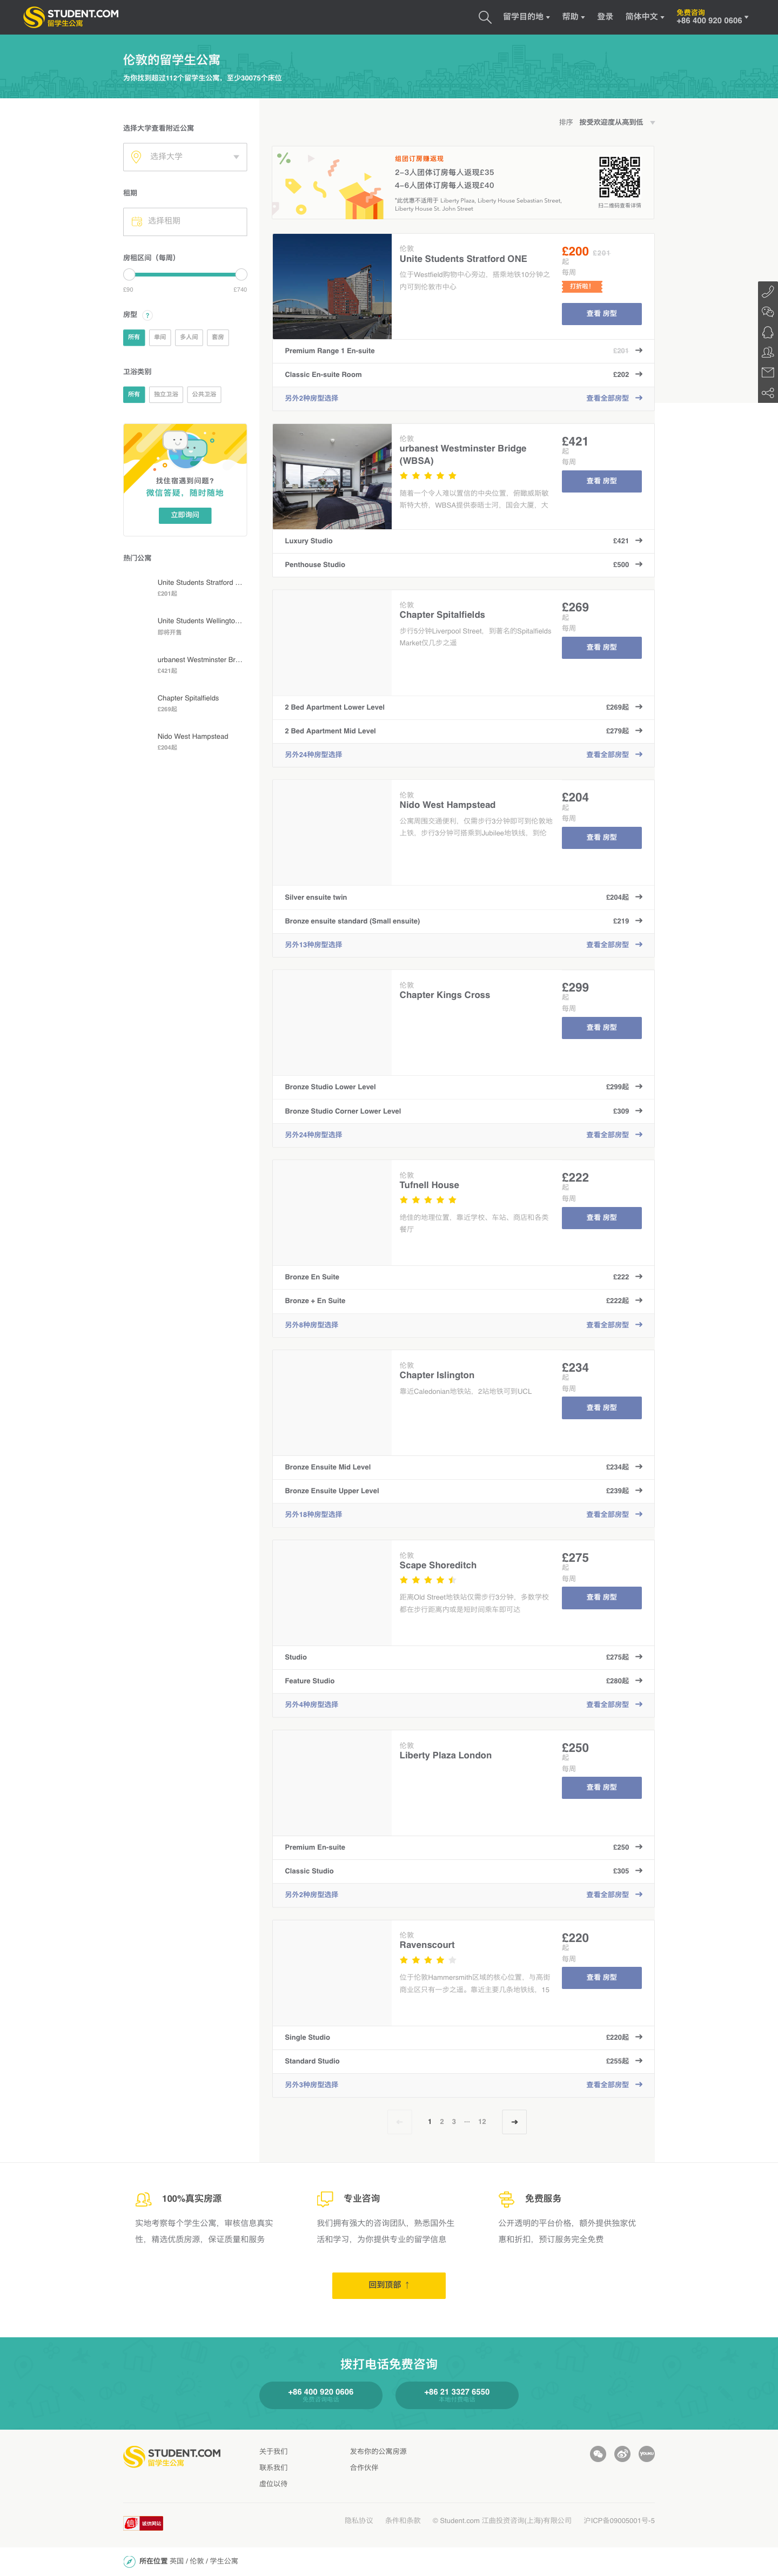 STUDENT.COM
留学生公寓
留学目的地
帮助
登录
简体中文
免费咨询
+86 400 920 0606
伦敦的留学生公寓
为你找到超过112个留学生公寓、至少30075个床位
选择大学查看附近公寓
选择大学
租期
选择租期
房租区间（每周）
£90 £740
房型 ?
所有 单间 多人间 套房
卫浴类别
所有 独立卫浴 公共卫浴
找住宿遇到问题?
微信答疑，随时随地
立即询问
热门公寓
Unite Students Stratford ...
£201起
Unite Students Wellingto...
即将开售
urbanest Westminster Br...
£421起
Chapter Spitalfields
£269起
Nido West Hampstead
£204起
排序 按受欢迎度从高到低
组团订房赚返现
2-3人团体订房每人返现£35
4-6人团体订房每人返现£40
*此优惠不适用于 Liberty Plaza, Liberty House Sebastian Street,
Liberty House St. John Street
扫二维码查看详情
伦敦
Unite Students Stratford ONE
位于Westfield购物中心旁边，搭乘地铁10分钟之
内可到伦敦市中心
£200 £201
起
每周
打折啦!
查看 房型
Premium Range 1 En-suite £201
Classic En-suite Room £202
另外2种房型选择 查看全部房型
伦敦
urbanest Westminster Bridge
(WBSA)
随着一个令人难以置信的中央位置，俯瞰威斯敏
斯特大桥，WBSA提供泰晤士河，国会大厦，大
£421
起
每周
查看 房型
Luxury Studio £421
Penthouse Studio £500
伦敦
Chapter Spitalfields
步行5分钟Liverpool Street，到著名的Spitalfields
Market仅几步之遥
£269
起
每周
查看 房型
2 Bed Apartment Lower Level £269起
2 Bed Apartment Mid Level £279起
另外24种房型选择 查看全部房型
伦敦
Nido West Hampstead
公寓周围交通便利，仅需步行3分钟即可到伦敦地
上铁，步行3分钟可搭乘到Jubilee地铁线，到伦
£204
起
每周
查看 房型
Silver ensuite twin £204起
Bronze ensuite standard (Small ensuite) £219
另外13种房型选择 查看全部房型
伦敦
Chapter Kings Cross
£299
起
每周
查看 房型
Bronze Studio Lower Level £299起
Bronze Studio Corner Lower Level £309
另外24种房型选择 查看全部房型
伦敦
Tufnell House
绝佳的地理位置，靠近学校，车站，商店和各类
餐厅
£222
起
每周
查看 房型
Bronze En Suite £222
Bronze + En Suite £222起
另外8种房型选择 查看全部房型
伦敦
Chapter Islington
靠近Caledonian地铁站，2站地铁可到UCL
£234
起
每周
查看 房型
Bronze Ensuite Mid Level £234起
Bronze Ensuite Upper Level £239起
另外18种房型选择 查看全部房型
伦敦
Scape Shoreditch
距离Old Street地铁站仅需步行3分钟，多数学校
都在步行距离内或是短时间乘车即可达
£275
起
每周
查看 房型
Studio £275起
Feature Studio £280起
另外4种房型选择 查看全部房型
伦敦
Liberty Plaza London
£250
起
每周
查看 房型
Premium En-suite £250
Classic Studio £305
另外2种房型选择 查看全部房型
伦敦
Ravenscourt
位于伦敦Hammersmith区域的核心位置，与高街
商业区只有一步之遥。靠近主要几条地铁线，15
£220
起
每周
查看 房型
Single Studio £220起
Standard Studio £255起
另外3种房型选择 查看全部房型
1 2 3 ··· 12
100%真实房源
实地考察每个学生公寓，审核信息真实
性，精选优质房源，保证质量和服务
专业咨询
我们拥有强大的咨询团队，熟悉国外生
活和学习，为你提供专业的留学信息
免费服务
公开透明的平台价格，额外提供独家优
惠和折扣，预订服务完全免费
回到顶部 ↑
拨打电话免费咨询
+86 400 920 0606
免费咨询电话
+86 21 3327 6550
STUDENT.COM
留学生公寓
关于我们
联系我们
虚位以待
发布你的公寓房源
合作伙伴
诚信网站
隐私协议 条件和条款 © Student.com 江曲投资咨询(上海)有限公司 沪ICP备09005001号-5
所在位置 英国 / 伦敦 / 学生公寓